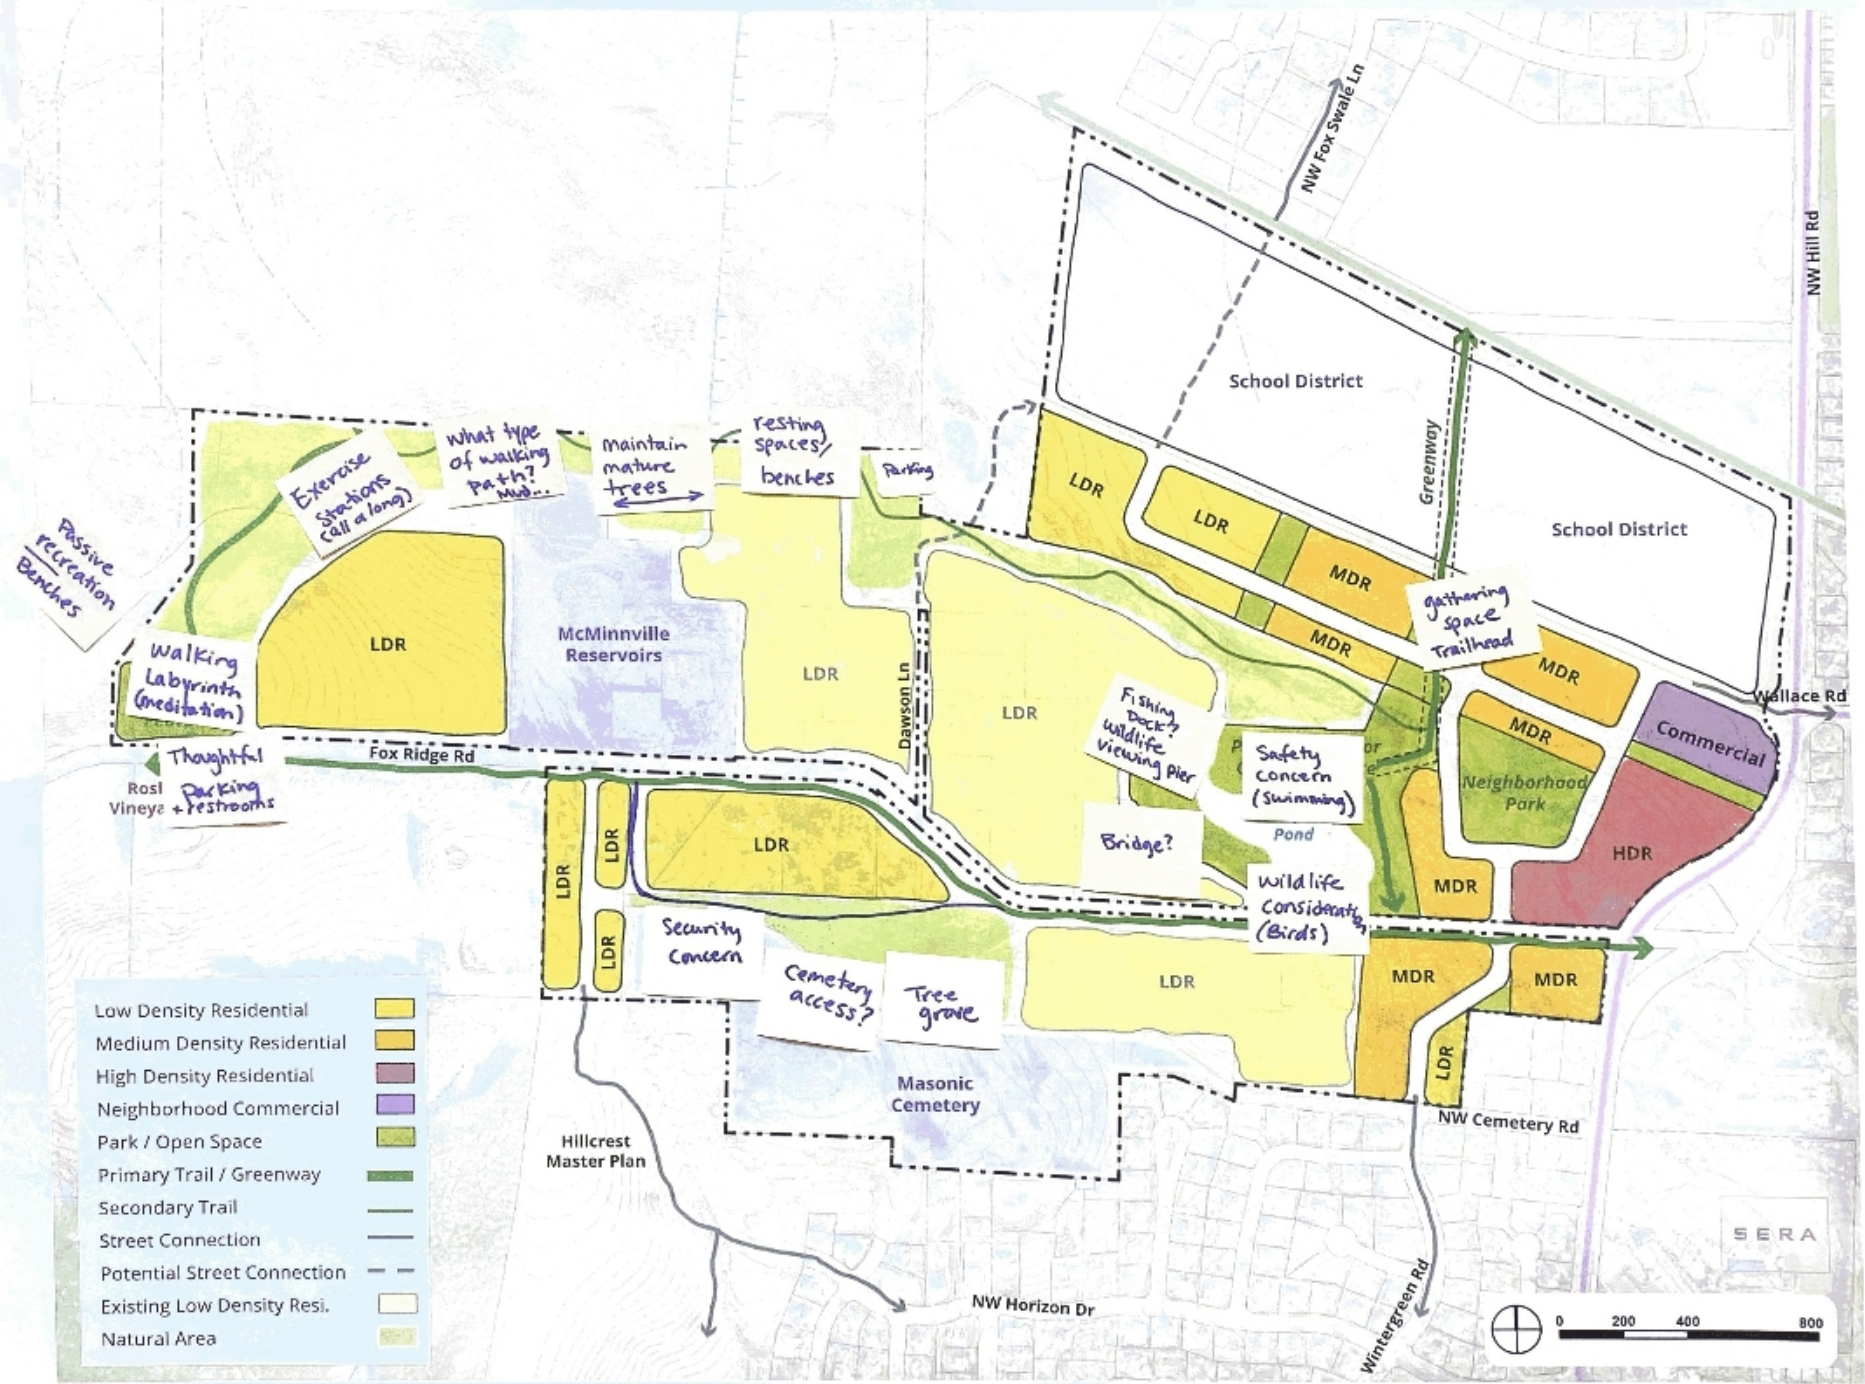 NW Fox Swale Ln
NW Hill Rd
School District
Greenway
School District
what type
of walking
path?
Mud...
maintain
mature
trees
resting
spaces/
benches
Parking
Exercise
Stations
(all along)
Passive
recreation
Benches
Walking
Labyrinth
(meditation)
Thoughtful
Parking
+ restrooms
Rosl
Vineya
LDR
McMinnville
Reservoirs
LDR
Dawson Ln
LDR
LDR
LDR
MDR
MDR
gathering
space
Trailhead
MDR
MDR
Wallace Rd
Commercial
Neighborhood
Park
HDR
MDR
Fishing
Dock??
wildlife
viewing pier
Safety
concern
(Swimming)
Pond
Bridge?
Wildlife
(Birds)
Fox Ridge Rd
LDR
LDR
LDR
LDR
Security
Concern
Cemetery
access?
Tree
grove
LDR
MDR
MDR
LDR
Masonic
Cemetery
NW Cemetery Rd
Hillcrest
Master Plan
NW Horizon Dr
Wintergreen Rd
Low Density Residential
Medium Density Residential
High Density Residential
Neighborhood Commercial
Park / Open Space
Primary Trail / Greenway
Secondary Trail
Street Connection
Potential Street Connection
Existing Low Density Resi.
Natural Area
SERA
0 200 400 800